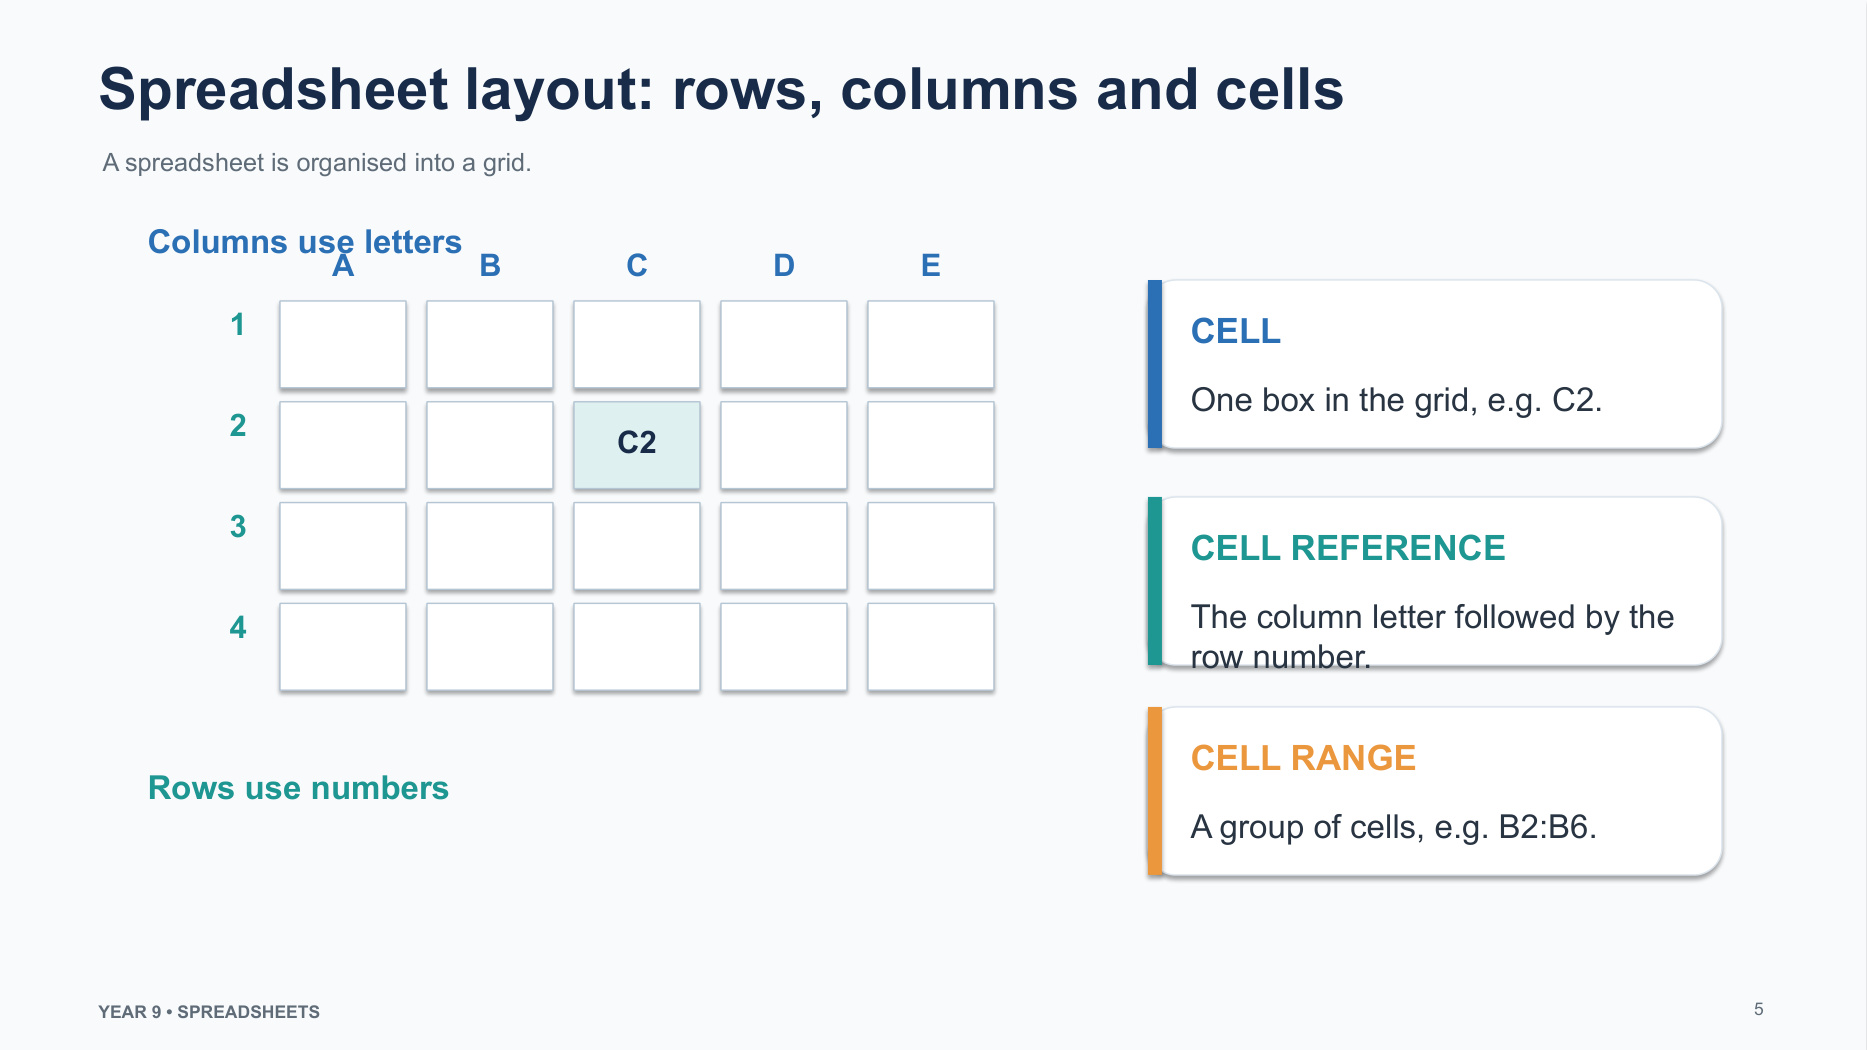 Spreadsheet layout: rows, columns and cells
A spreadsheet is organised into a grid.
Columns use letters
A B C D E
1
2 C2
3
4
Rows use numbers
CELL
One box in the grid, e.g. C2.
CELL REFERENCE
The column letter followed by the
row number.
CELL RANGE
A group of cells, e.g. B2:B6.
YEAR 9 • SPREADSHEETS
5